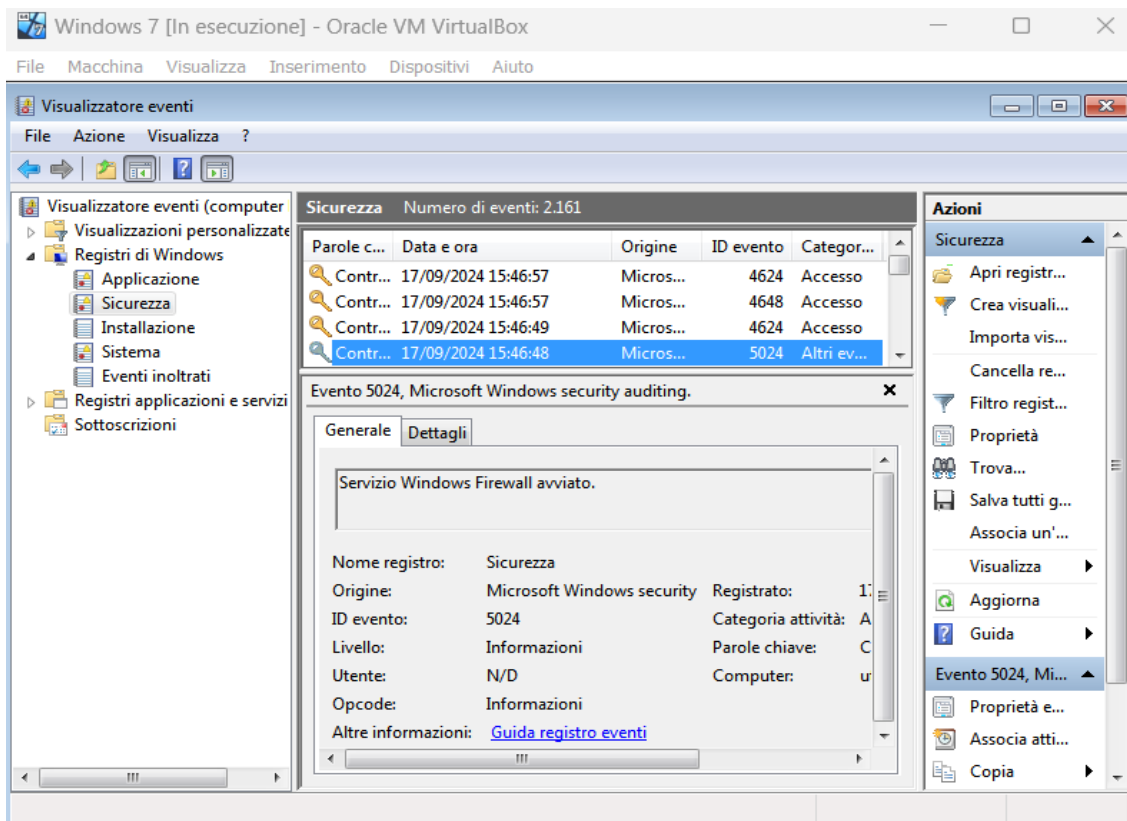 Windows 7 [In esecuzione] - Oracle VM VirtualBox
File Macchina Visualizza Inserimento Dispositivi Aiuto
Visualizzatore eventi
File Azione Visualizza ?
Visualizzatore eventi (computer
Visualizzazioni personalizzate
Registri di Windows
Applicazione
Sicurezza
Installazione
Sistema
Eventi inoltrati
Registri applicazioni e servizi
Sottoscrizioni
Sicurezza Numero di eventi: 2.161
Parole c... Data e ora Origine ID evento Categor...
Contr... 17/09/2024 15:46:57 Micros... 4624 Accesso
Contr... 17/09/2024 15:46:57 Micros... 4648 Accesso
Contr... 17/09/2024 15:46:49 Micros... 4624 Accesso
Contr... 17/09/2024 15:46:48 Micros... 5024 Altri ev...
Evento 5024, Microsoft Windows security auditing.
Generale Dettagli
Servizio Windows Firewall avviato.
Nome registro: Sicurezza
Origine: Microsoft Windows security Registrato: 17
ID evento: 5024 Categoria attività: A
Livello: Informazioni Parole chiave: C
Utente: N/D Computer: u
Opcode: Informazioni
Altre informazioni: Guida registro eventi
Azioni
Sicurezza
Apri registr...
Crea visuali...
Importa vis...
Cancella re...
Filtro regist...
Proprietà
Trova...
Salva tutti g...
Associa un'...
Visualizza
Aggiorna
Guida
Evento 5024, Mi...
Proprietà e...
Associa atti...
Copia